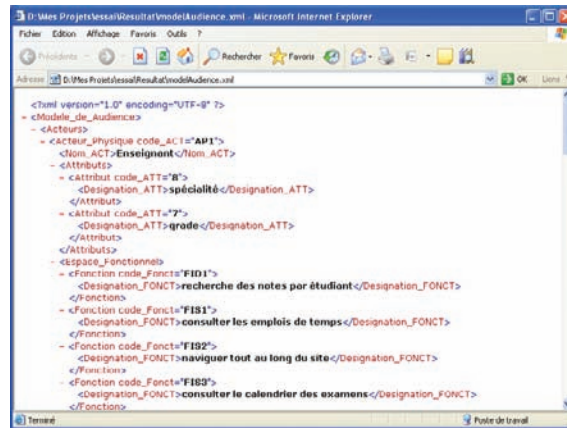 D:\Mes Projets\essai\Resultat\modelAudience.xml - Microsoft Internet Explorer
Fichier Edition Affichage Favoris Outils ?
Précédente Rechercher Favoris
Adresse D:\Mes Projets\essai\Resultat\modelAudience.xml OK Liens
<?xml version="1.0" encoding="UTF-8" ?>
- <Modele_de_Audience>
- <Acteurs>
- <Acteur_Physique code_ACT="AP1">
<Nom_ACT>Enseignant</Nom_ACT>
- <Attributs>
- <Attribut code_ATT="8">
<Designation_ATT>spécialité</Designation_ATT>
</Attribut>
- <Attribut code_ATT="7">
<Designation_ATT>grade</Designation_ATT>
</Attribut>
</Attributs>
- <Espace_Fonctionnel>
- <Fonction code_Fonct="FID1">
<Designation_FONCT>recherche des notes par étudiant</Designation_FONCT>
</Fonction>
- <Fonction code_Fonct="FIS1">
<Designation_FONCT>consulter les emplois de temps</Designation_FONCT>
</Fonction>
- <Fonction code_Fonct="FIS2">
<Designation_FONCT>naviguer tout au long du site</Designation_FONCT>
</Fonction>
- <Fonction code_Fonct="FIS3">
<Designation_FONCT>consulter le calendrier des examens</Designation_FONCT>
</Fonction>
Terminé Poste de travail